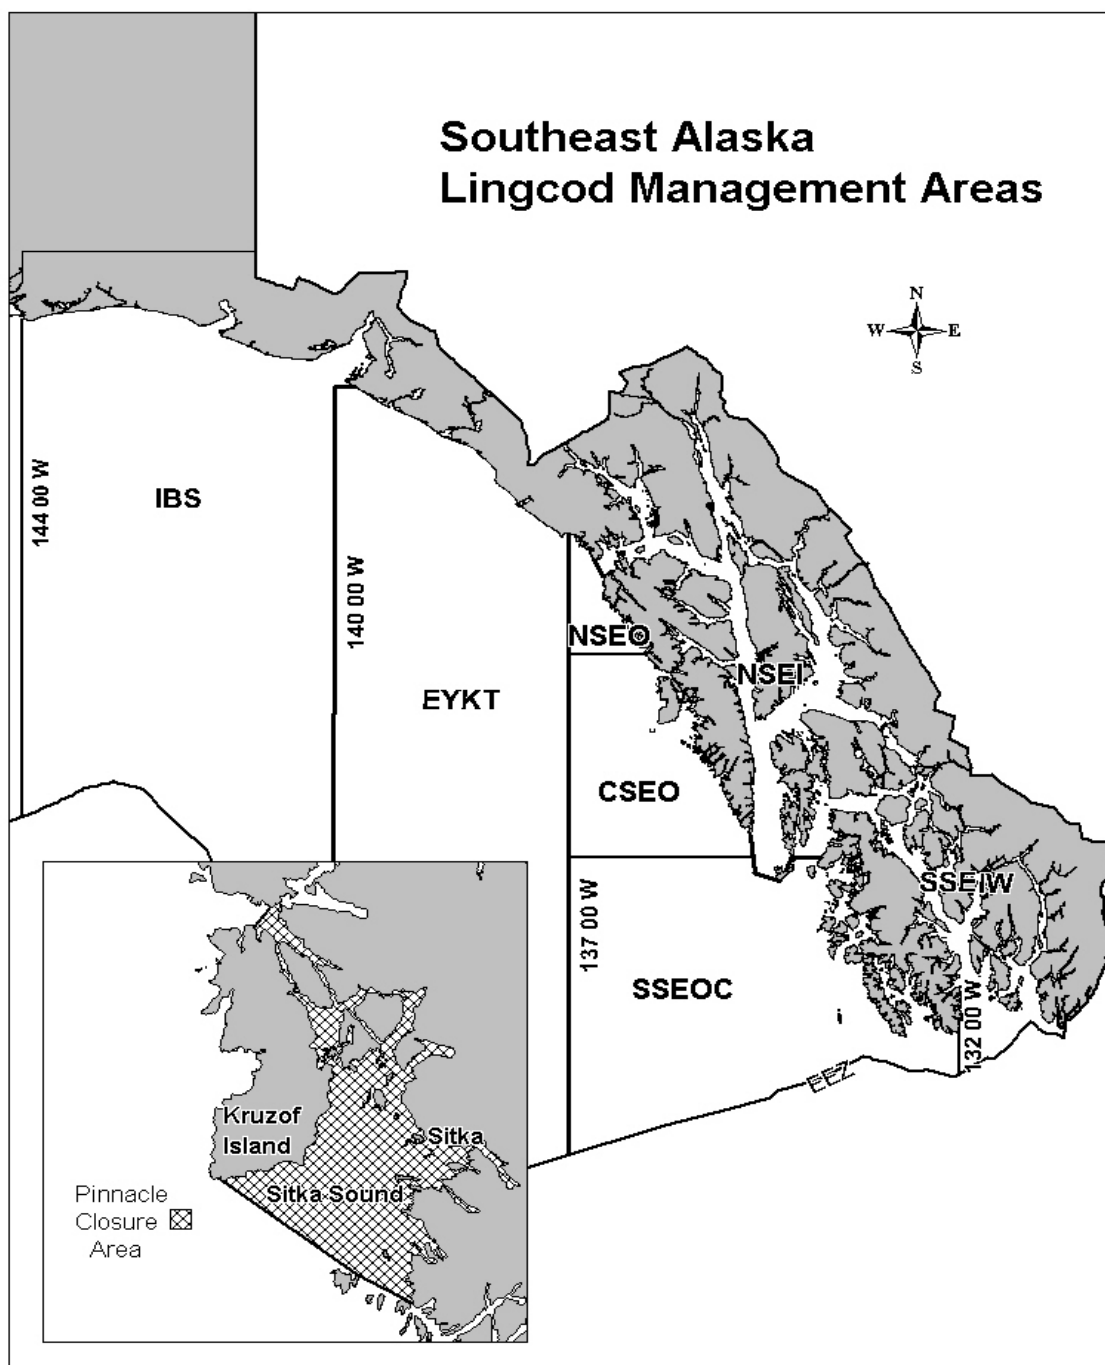 Southeast Alaska
Lingcod Management Areas
N
W E
S
144 00 W
IBS
140 00 W
EYKT
NSEO
NSEI
CSEO
137 00 W
SSEIW
SSEOC
132 00 W
EEZ
Kruzof
Island
Sitka
Sitka Sound
Pinnacle
Closure
Area